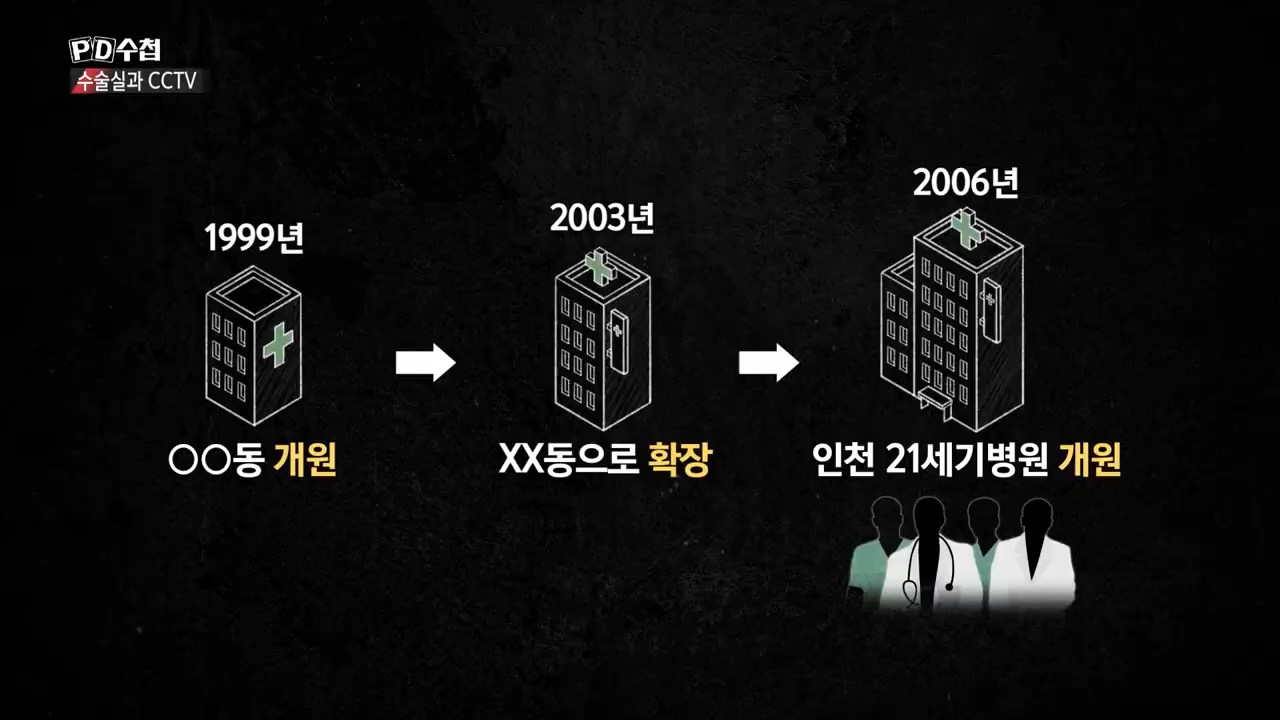 PD수첩
수술실과 CCTV
1999년
2003년
2006년
○○동 개원
XX동으로 확장
인천 21세기병원 개원